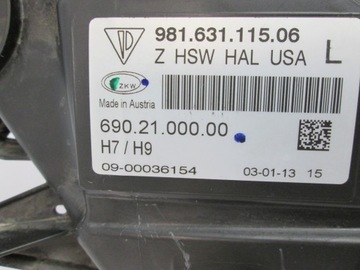 981.631.115.06
Z HSW HAL USA L
ZKW
Made in Austria
690.21.000.00
H7 / H9
09-00036154 03-01-13 15